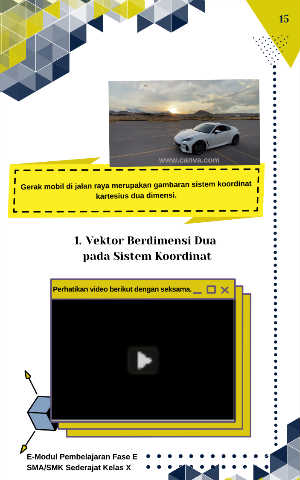 15
www.canva.com
Gerak mobil di jalan raya merupakan gambaran sistem koordinat
kartesius dua dimensi.
1. Vektor Berdimensi Dua
pada Sistem Koordinat
Perhatikan video berikut dengan seksama.
E-Modul Pembelajaran Fase E
SMA/SMK Sederajat Kelas X